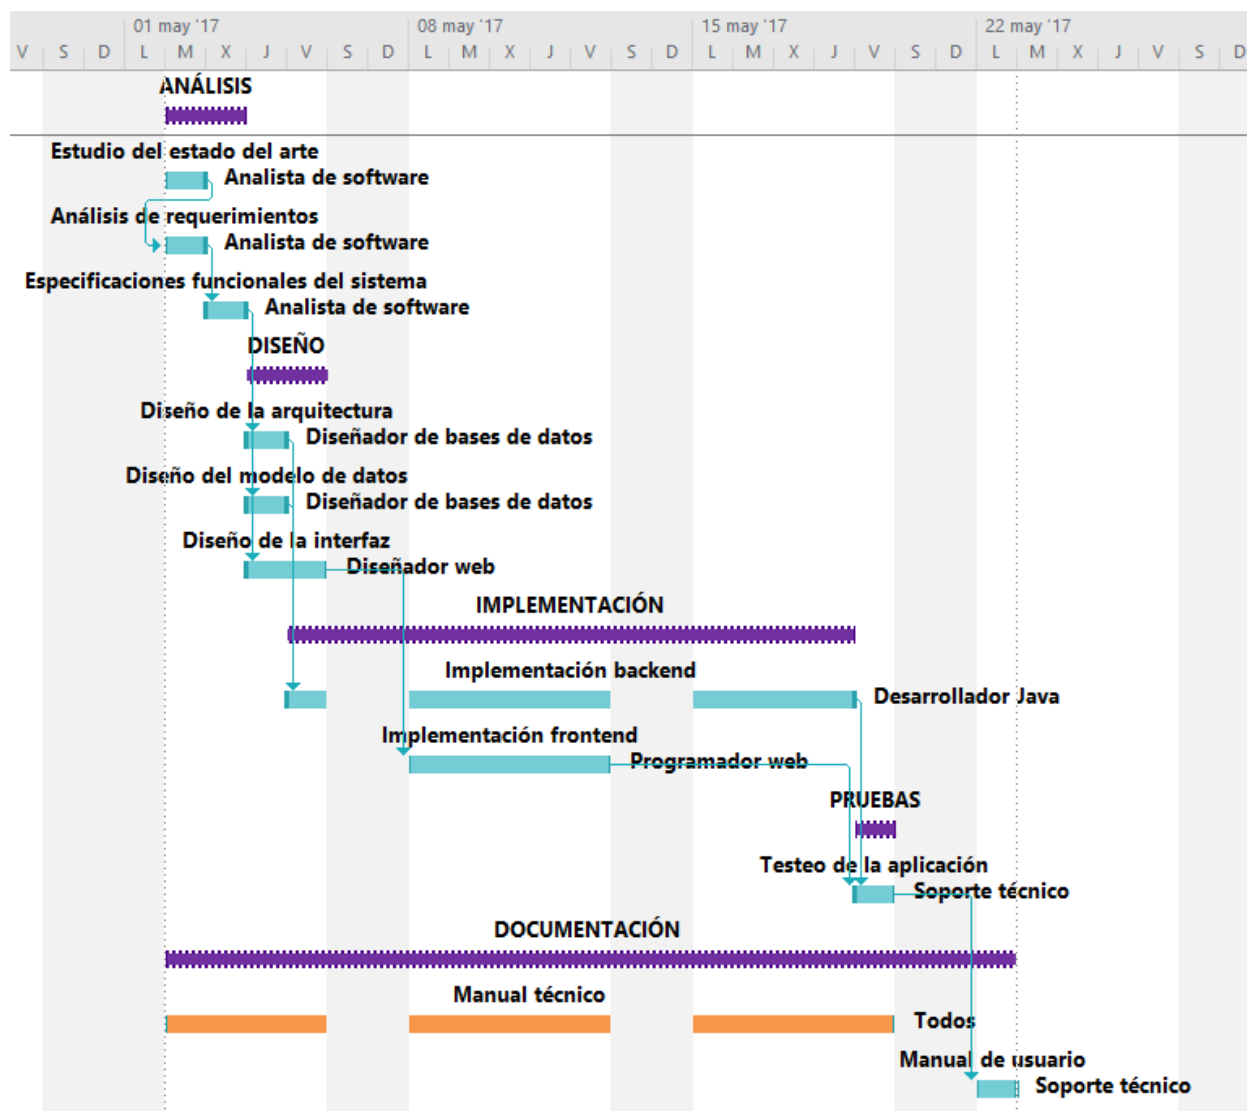 01 may '17 08 may '17 15 may '17 22 may '17
V S D L M X J V S D L M X J V S D L M X J V S D L M X J V S D
ANÁLISIS
Estudio del estado del arte
Analista de software
Análisis de requerimientos
Analista de software
Especificaciones funcionales del sistema
Analista de software
DISEÑO
Diseño de la arquitectura
Diseñador de bases de datos
Diseño del modelo de datos
Diseñador de bases de datos
Diseño de la interfaz
Diseñador web
IMPLEMENTACIÓN
Implementación backend
Desarrollador Java
Implementación frontend
Programador web
PRUEBAS
Testeo de la aplicación
Soporte técnico
DOCUMENTACIÓN
Manual técnico
Todos
Manual de usuario
Soporte técnico